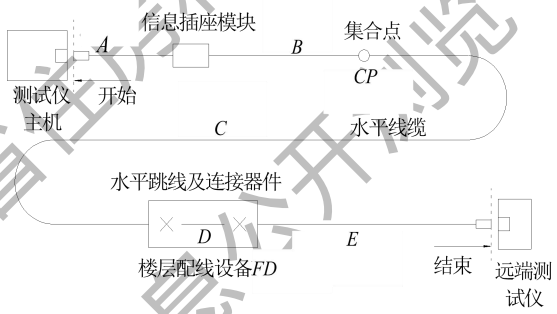 信息插座模块
集合点
A
B
CP
开始
测试仪
主机
C
水平线缆
水平跳线及连接器件
D
E
楼层配线设备FD
结束
远端测
试仪